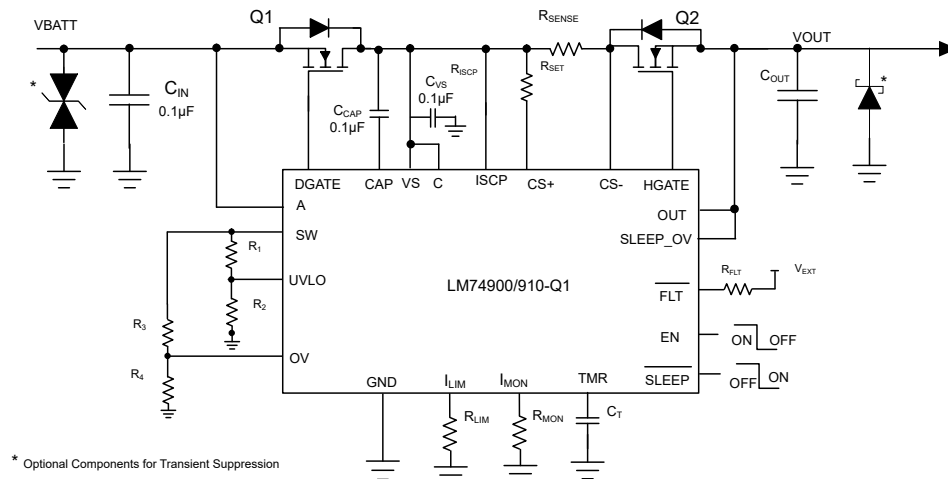 Q1
Q2
VBATT
RSENSE
VOUT
*
CIN
0.1µF
CCAP
0.1µF
CVS
0.1µF
RISCP
RSET
COUT
*
DGATE
CAP
VS
C
ISCP
CS+
CS-
HGATE
A
OUT
SW
SLEEP_OV
R1
UVLO
LM74900/910-Q1
FLT
RFLT
VEXT
R2
R3
EN
ON
OFF
OV
R4
SLEEP
OFF
ON
GND
ILIM
IMON
TMR
RLIM
RMON
CT
* Optional Components for Transient Suppression